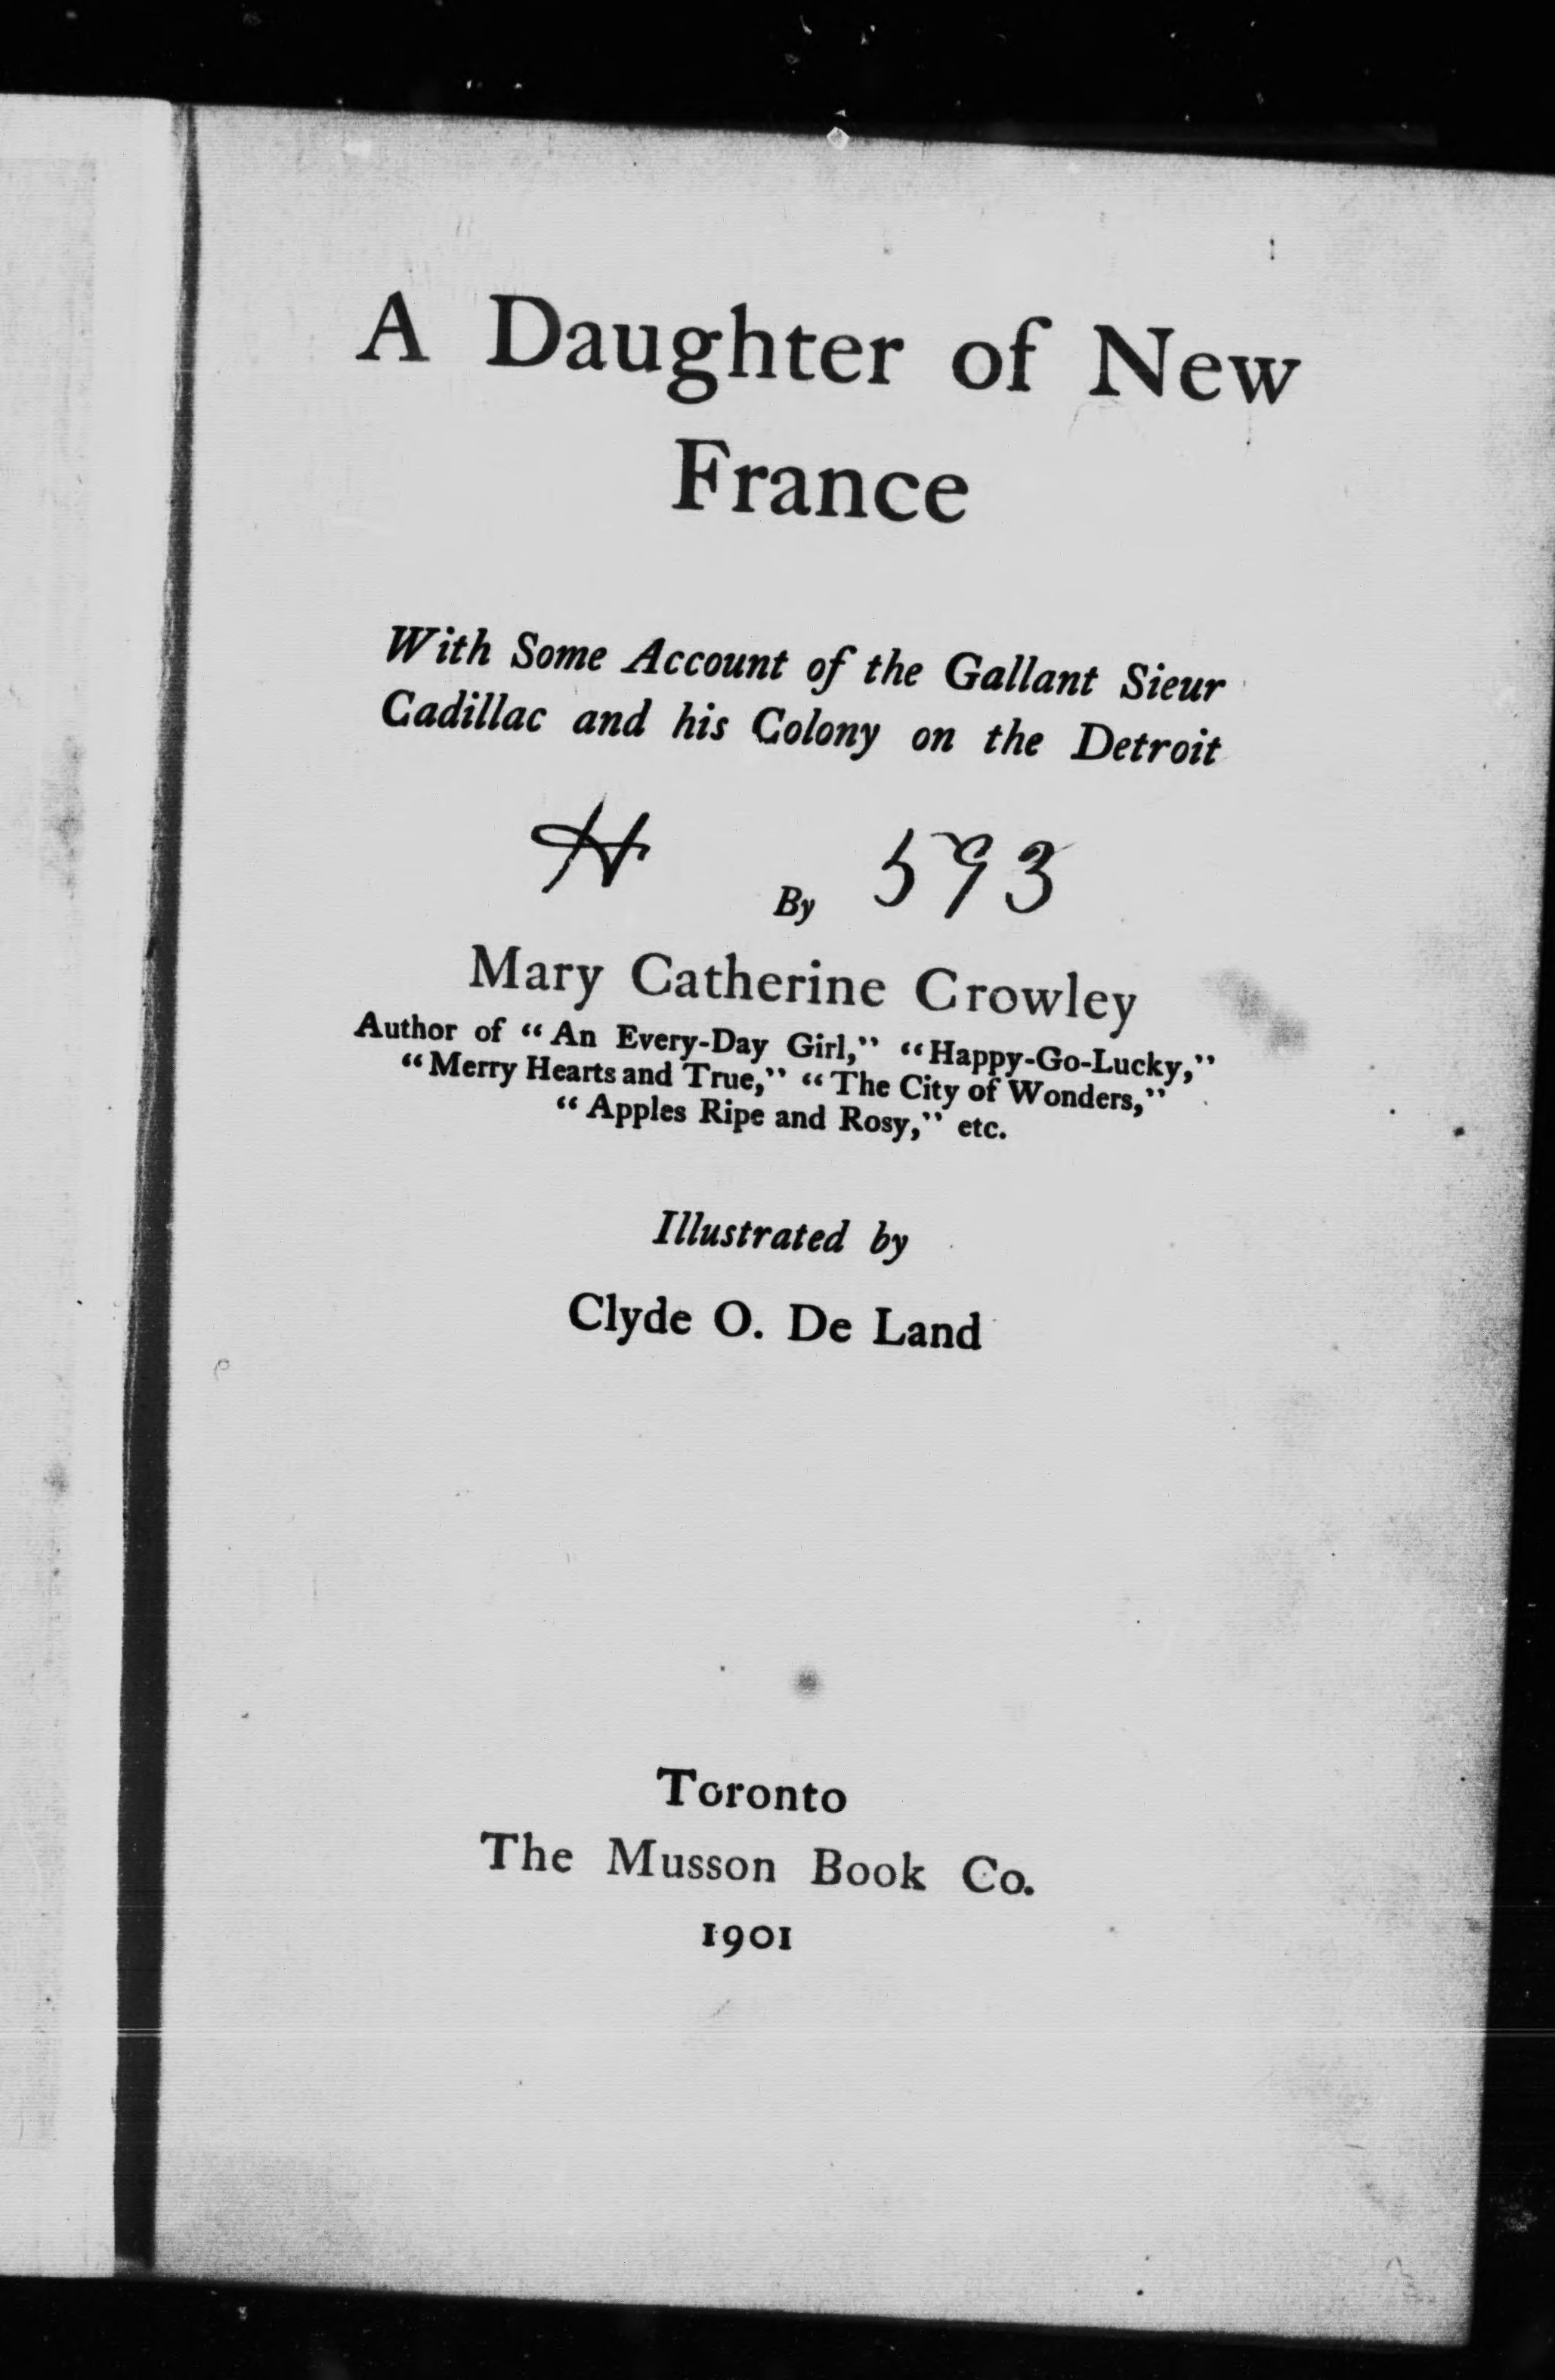 A Daughter of New
France
With Some Account of the Gallant Sieur
Cadillac and his Colony on the Detroit
H 593
By
Mary Catherine Crowley
Author of “An Every-Day Girl,” “Happy-Go-Lucky,”
“Merry Hearts and True,” “The City of Wonders,”
“Apples Ripe and Rosy,” etc.
Illustrated by
Clyde O. De Land
Toronto
The Musson Book Co.
1901